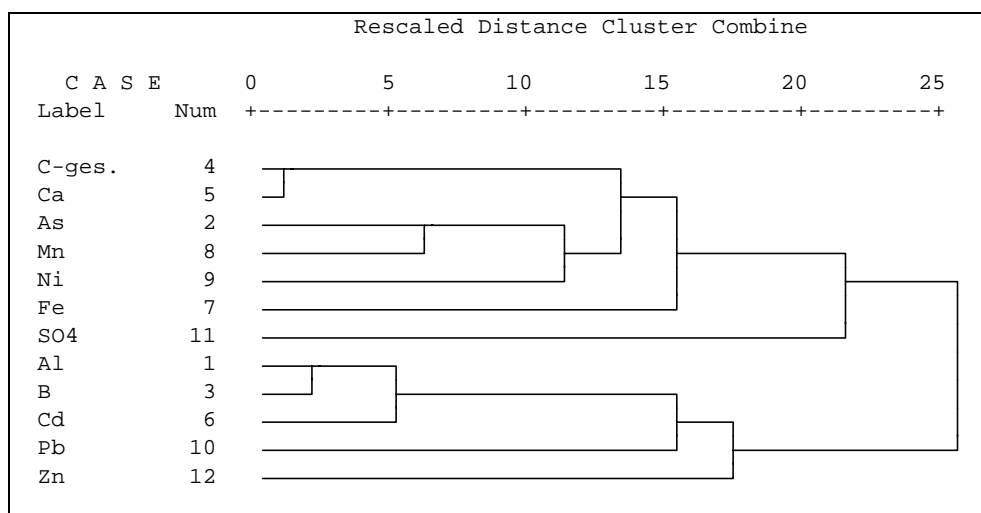 Rescaled Distance Cluster Combine
C A S E 0 5 10 15 20 25
Label Num +---------+---------+---------+---------+---------+
C-ges. 4
Ca 5
As 2
Mn 8
Ni 9
Fe 7
SO4 11
Al 1
B 3
Cd 6
Pb 10
Zn 12